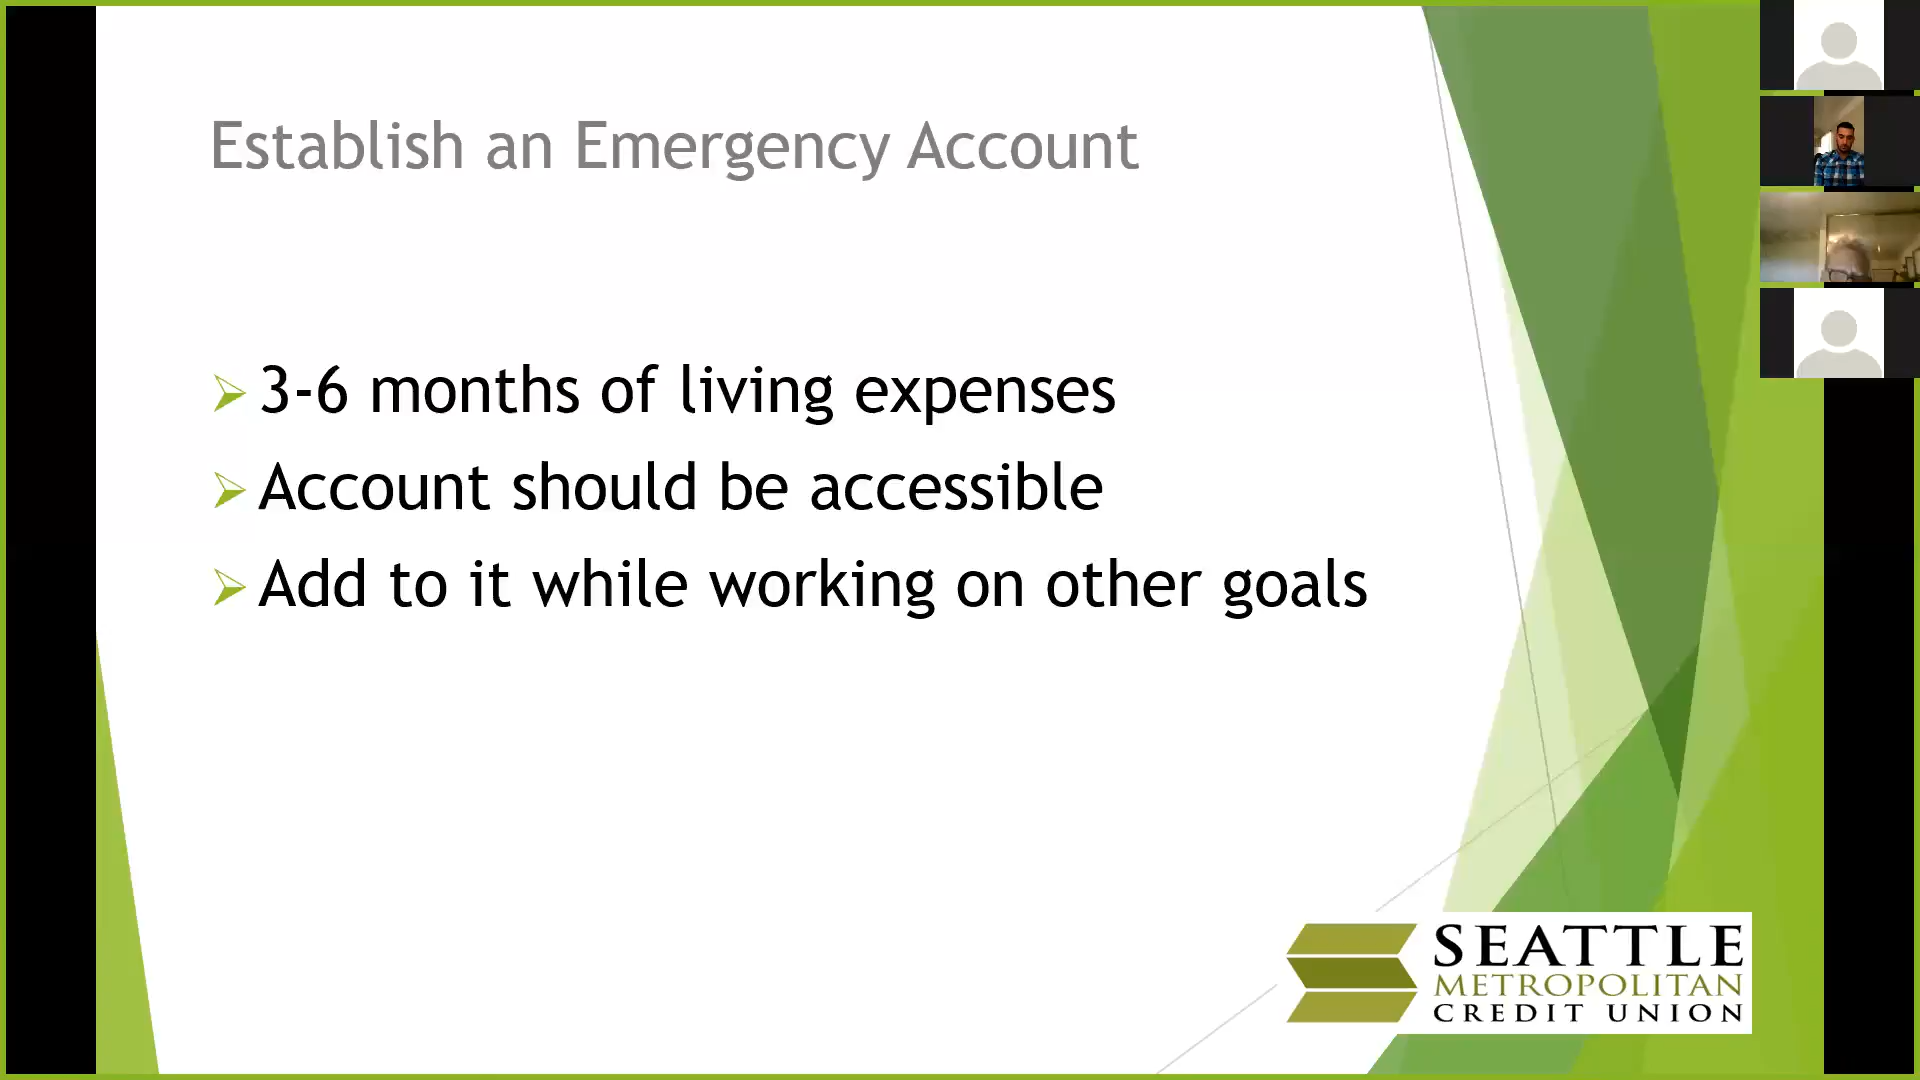 Establish an Emergency Account
3-6 months of living expenses
Account should be accessible
Add to it while working on other goals
SEATTLE
METROPOLITAN
CREDIT UNION